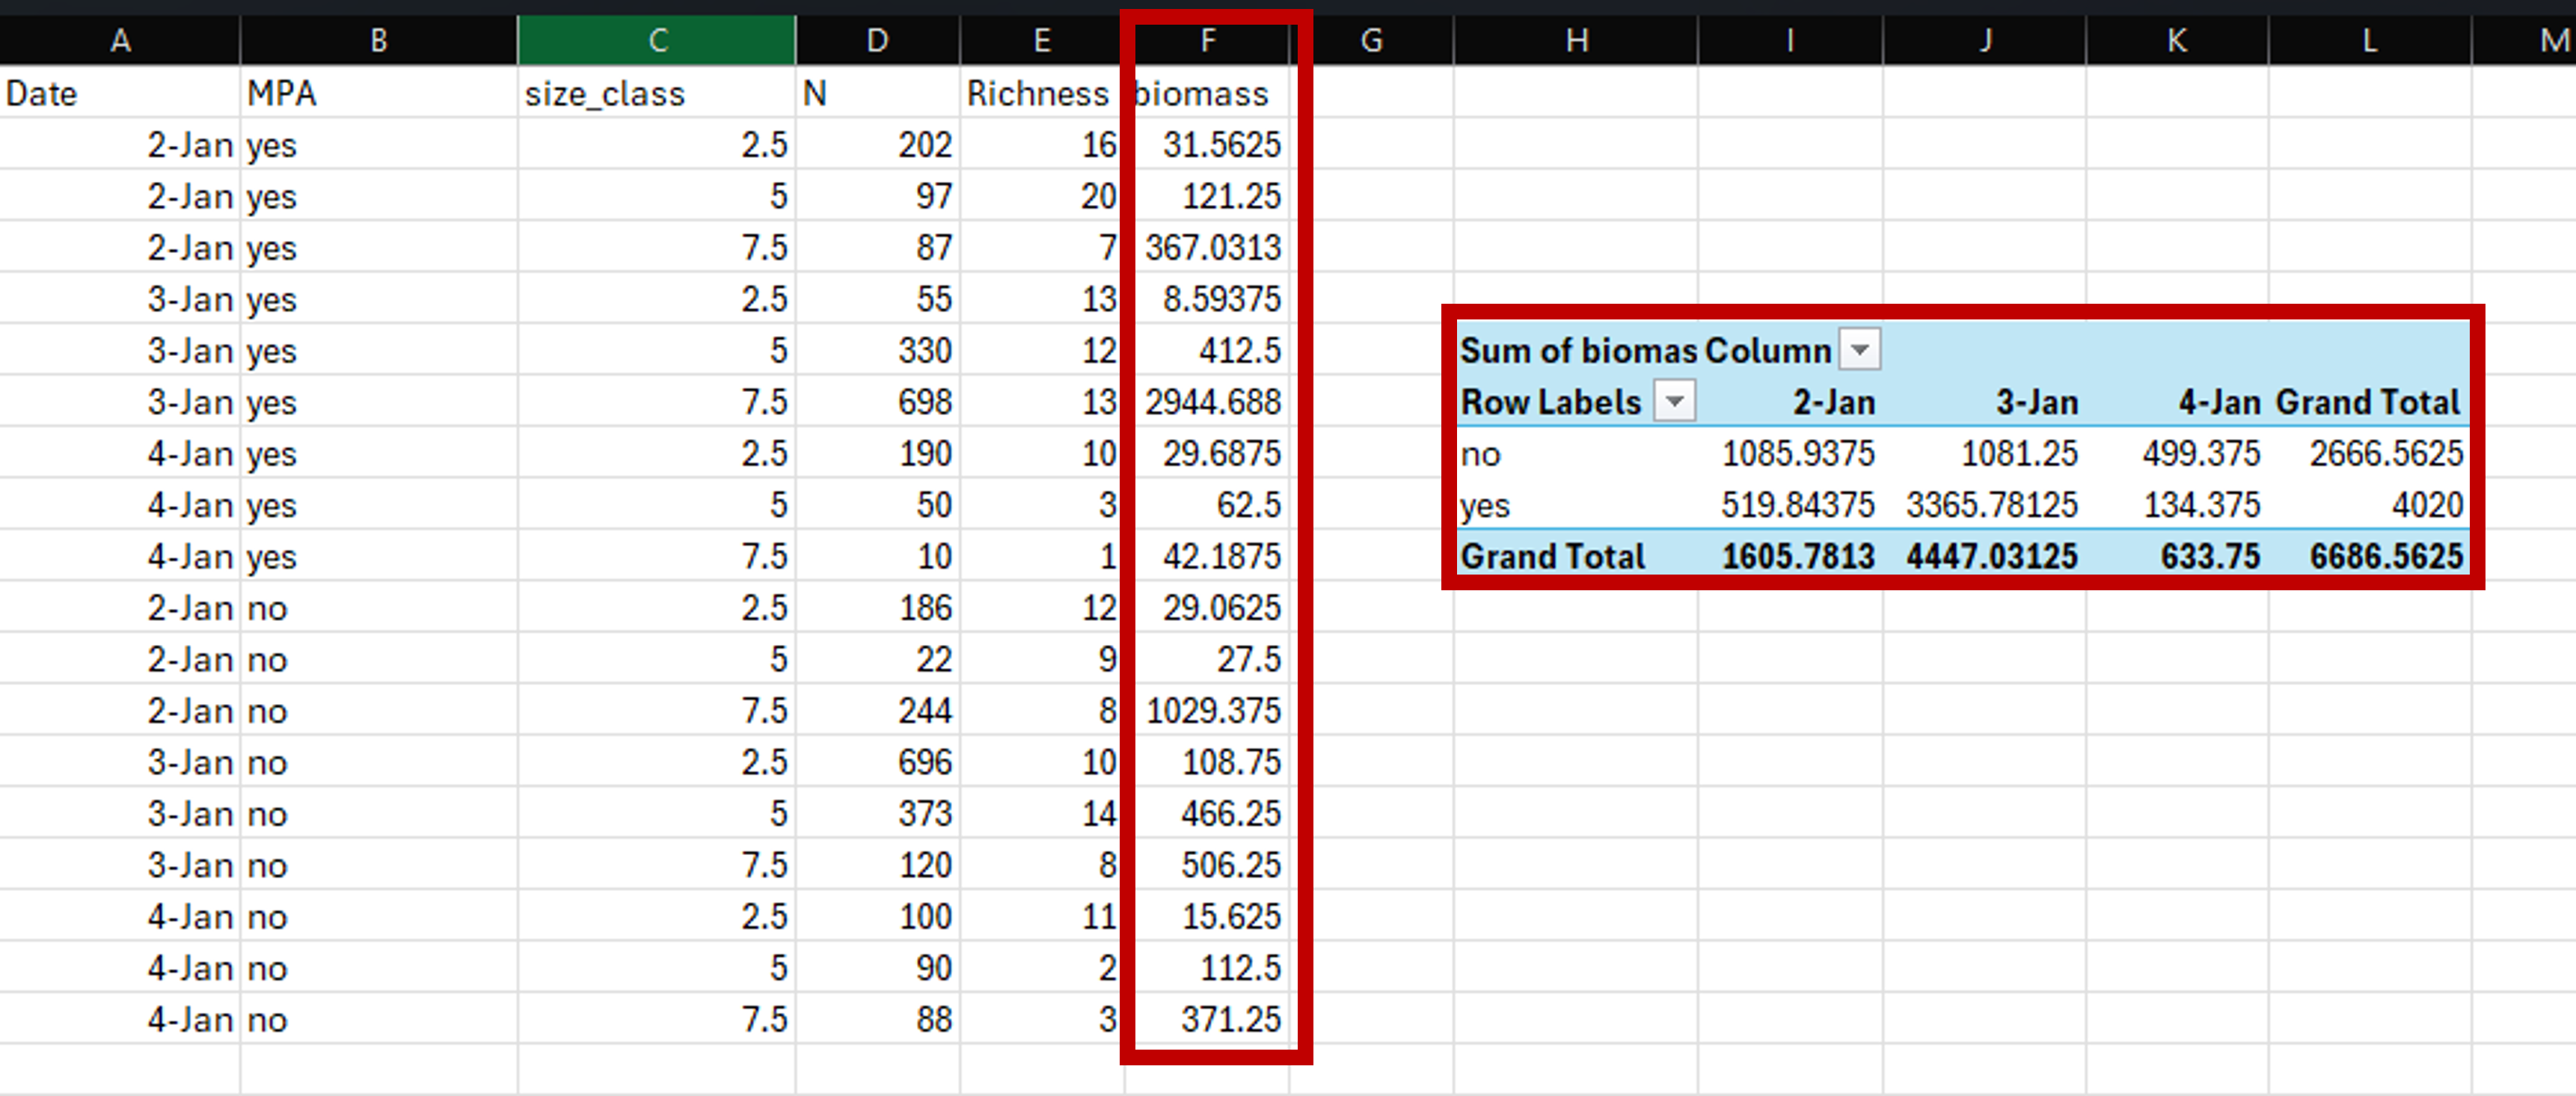 A B C D E F G H I J K L M
Date MPA size_class N Richness biomass
2-Jan yes 2.5 202 16 31.5625
2-Jan yes 5 97 20 121.25
2-Jan yes 7.5 87 7 367.0313
3-Jan yes 2.5 55 13 8.59375
3-Jan yes 5 330 12 412.5 Sum of biomas Column
3-Jan yes 7.5 698 13 2944.688 Row Labels 2-Jan 3-Jan 4-Jan Grand Total
4-Jan yes 2.5 190 10 29.6875 no 1085.9375 1081.25 499.375 2666.5625
4-Jan yes 5 50 3 62.5 yes 519.84375 3365.78125 134.375 4020
4-Jan yes 7.5 10 1 42.1875 Grand Total 1605.7813 4447.03125 633.75 6686.5625
2-Jan no 2.5 186 12 29.0625
2-Jan no 5 22 9 27.5
2-Jan no 7.5 244 8 1029.375
3-Jan no 2.5 696 10 108.75
3-Jan no 5 373 14 466.25
3-Jan no 7.5 120 8 506.25
4-Jan no 2.5 100 11 15.625
4-Jan no 5 90 2 112.5
4-Jan no 7.5 88 3 371.25